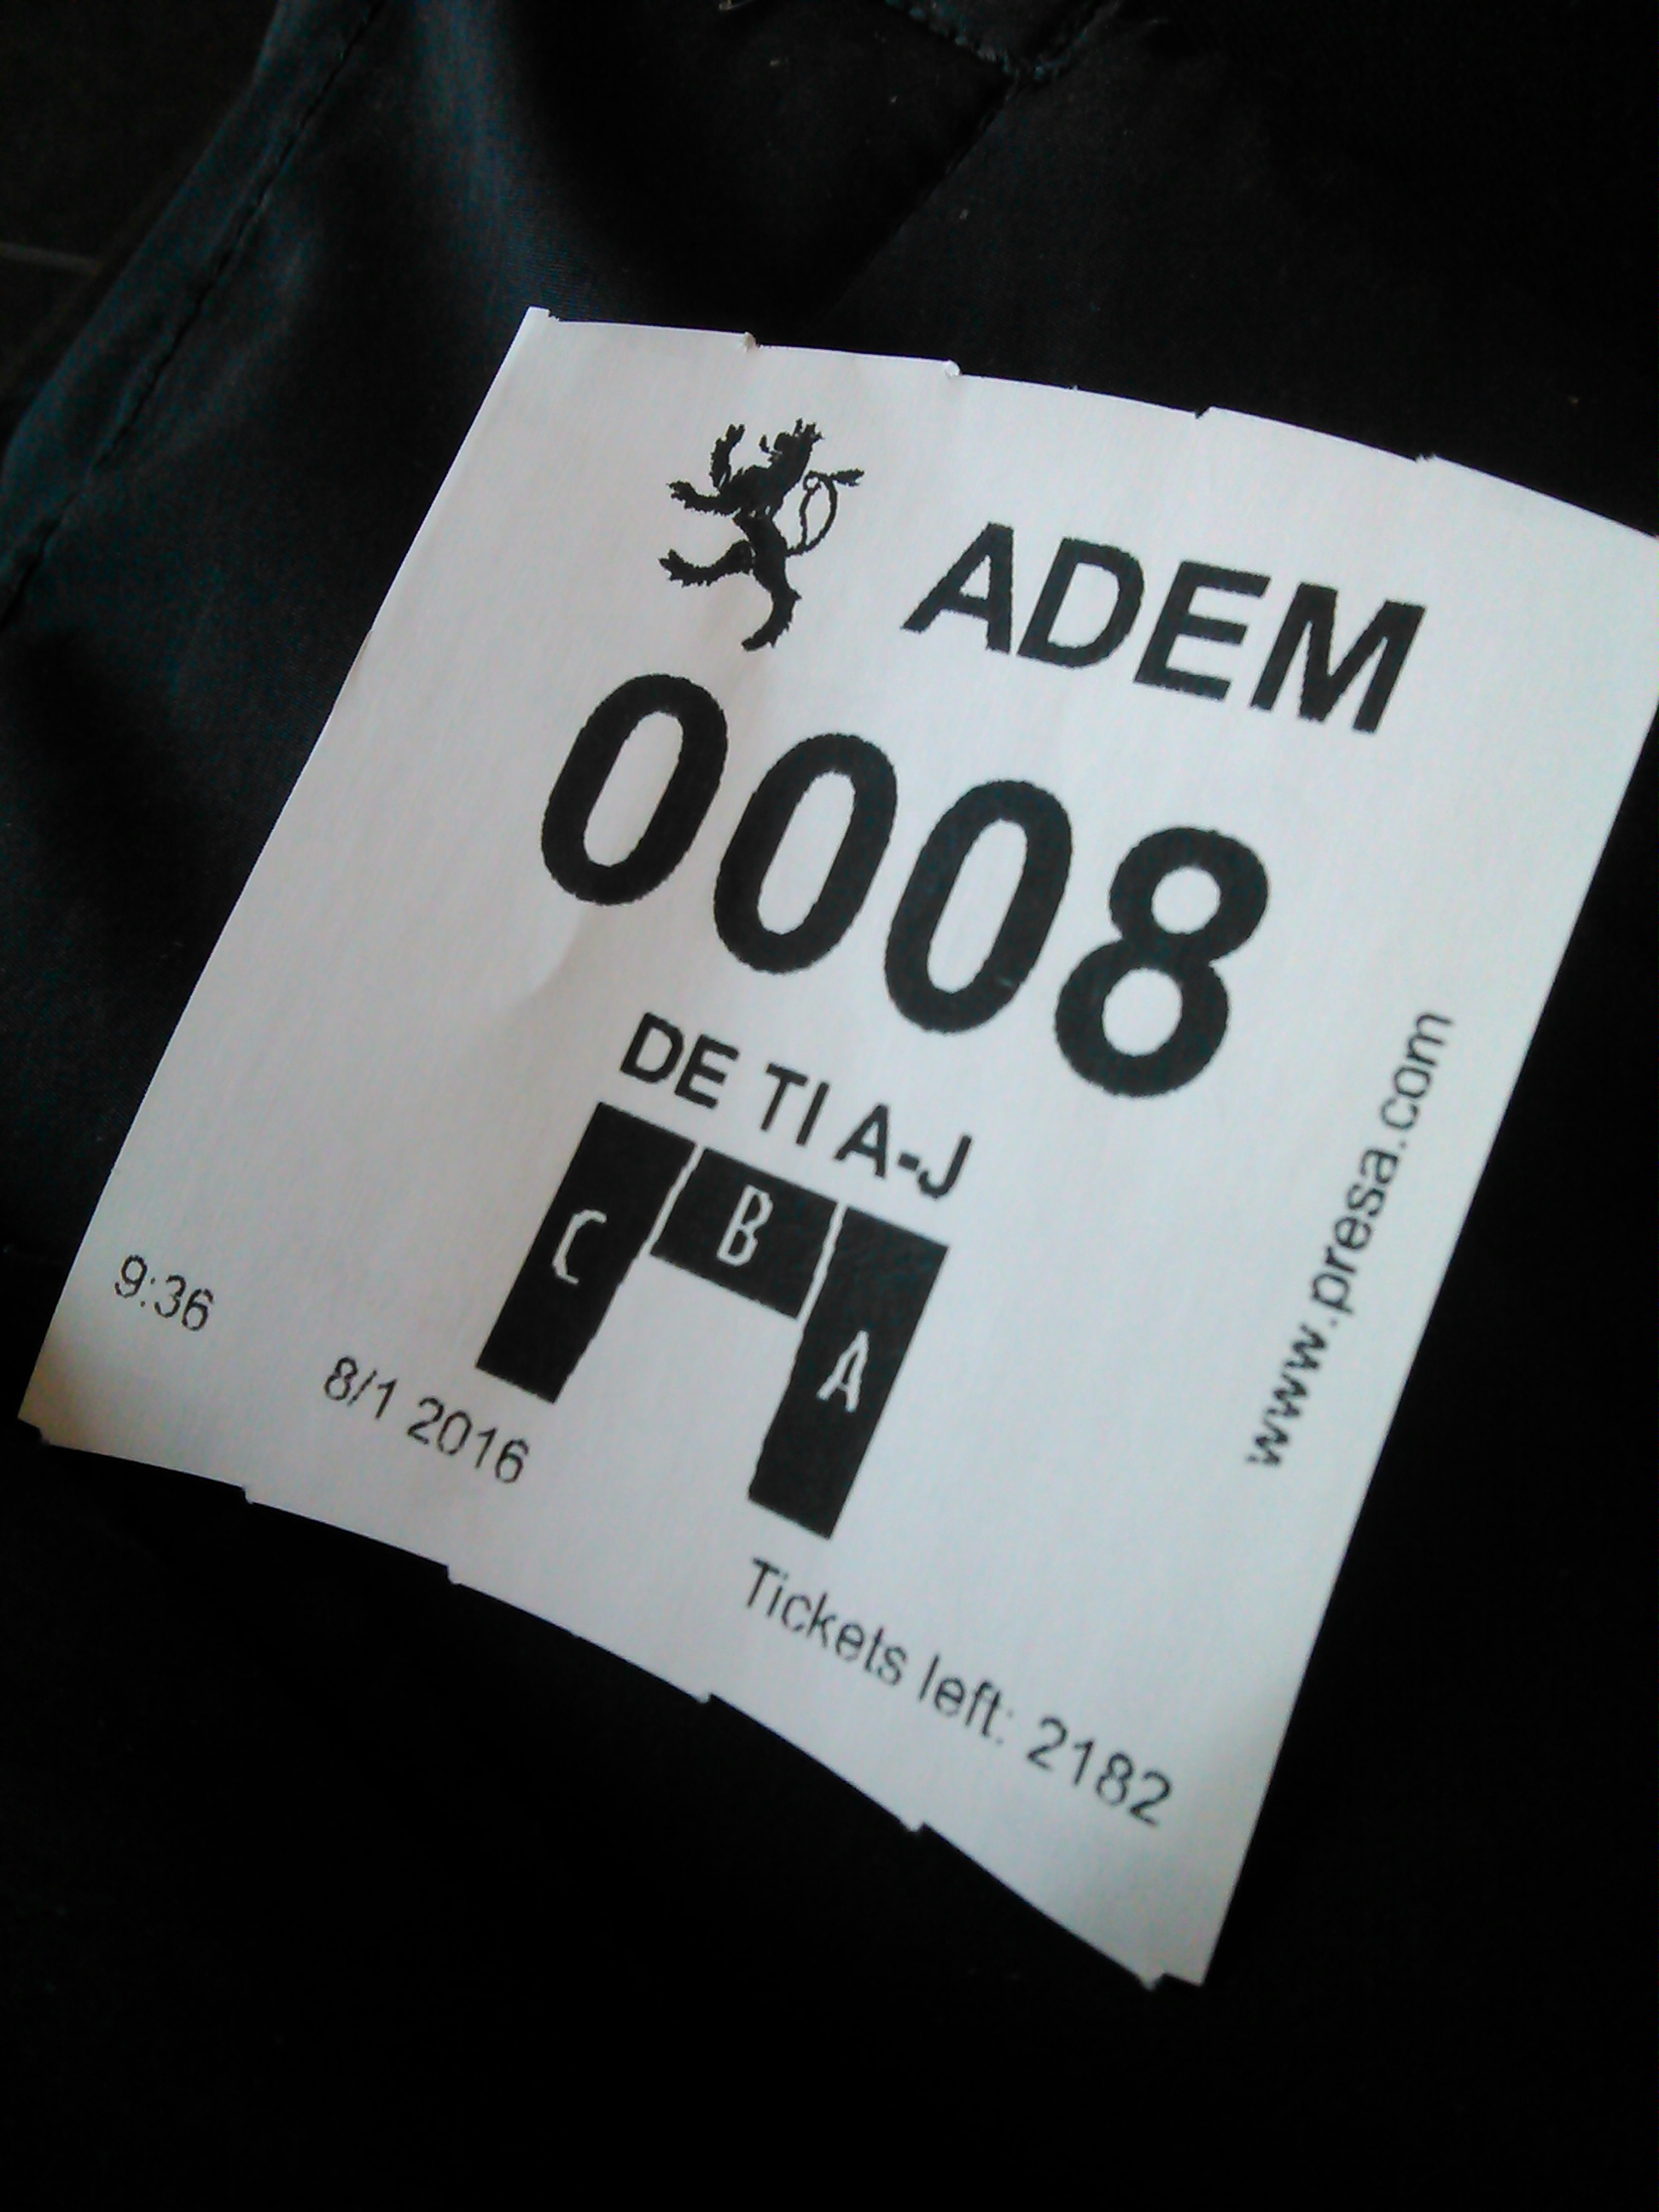 ADEM
0008
DE TI A-J
C B A
9:36
8/1 2016
Tickets left: 2182
www.presa.com